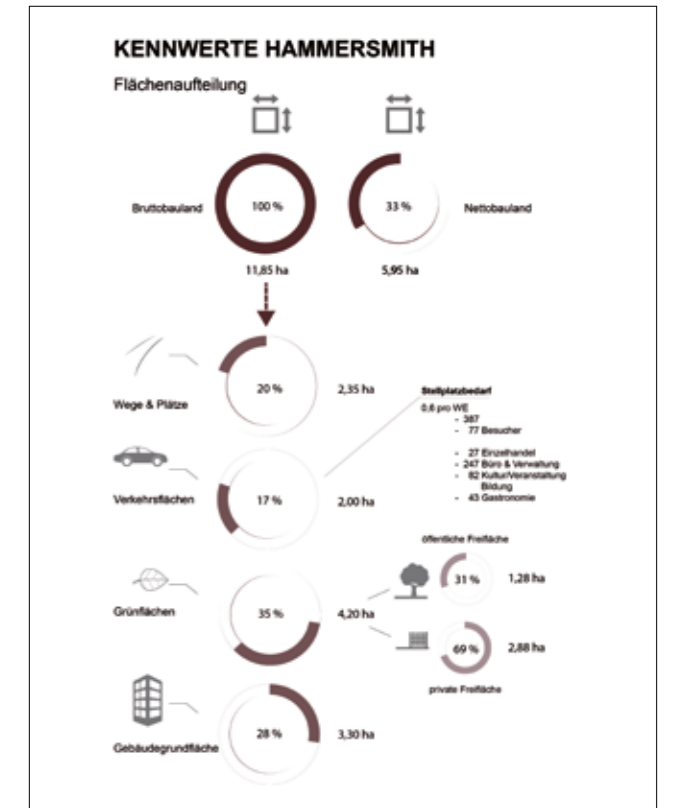 KENNWERTE HAMMERSMITH
Flächenaufteilung
Bruttobauland
100 %
11,85 ha
33 %
Nettobauland
5,95 ha
Wege & Plätze
20 %
2,35 ha
Stellplatzbedarf
0,6 pro WE
- 387
- 77 Besucher
- 27 Einzelhandel
- 247 Büro & Verwaltung
- 82 Kultur/Veranstaltung
Bildung
- 43 Gastronomie
Verkehrsflächen
17 %
2,00 ha
öffentliche Freifläche
31 %
1,28 ha
Grünflächen
35 %
4,20 ha
69 %
2,88 ha
private Freifläche
Gebäudegrundfläche
28 %
3,30 ha